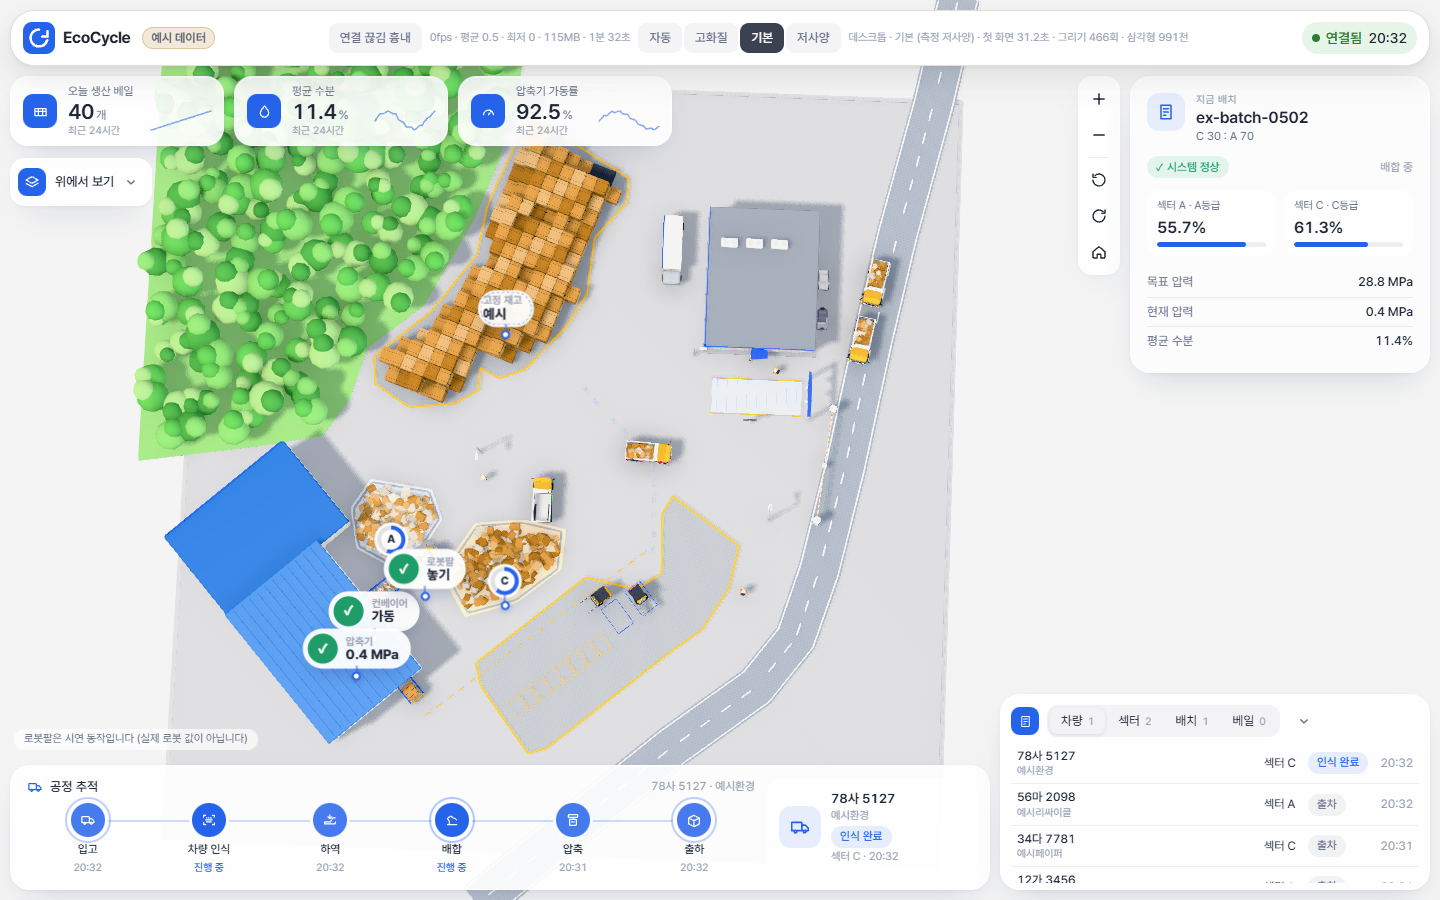 EcoCycle
예시 데이터
연결 끊김 흉내
0fps · 평균 0.5 · 최저 0 · 115MB · 1분 32초
자동
고화질
기본
저사양
데스크톱 · 기본 (측정 저사양) · 첫 화면 31.2초 · 그리기 466회 · 삼각형 991천
연결됨 20:32
오늘 생산 베일
40개
최근 24시간
평균 수분
11.4%
최근 24시간
압축기 가동률
92.5%
최근 24시간
위에서 보기
지금 배치
ex-batch-0502
C 30 : A 70
✓ 시스템 정상
배합 중
섹터 A · A등급
55.7%
섹터 C · C등급
61.3%
목표 압력
28.8 MPa
현재 압력
0.4 MPa
평균 수분
11.4%
고정 재고
예시
A
로봇팔
놓기
C
컨베이어
가동
압축기
0.4 MPa
로봇팔은 시연 동작입니다 (실제 로봇 값이 아닙니다)
공정 추적
78사 5127 · 예시환경
입고
20:32
차량 인식
진행 중
하역
20:32
배합
진행 중
압축
20:31
출하
20:32
78사 5127
예시환경
인식 완료
섹터 C · 20:32
차량 1
섹터 2
배치 1
베일 0
78사 5127
예시환경
섹터 C
인식 완료
20:32
56마 2098
예시리싸이클
섹터 A
출차
20:32
34다 7781
예시페이퍼
섹터 C
출차
20:31
12가 3456